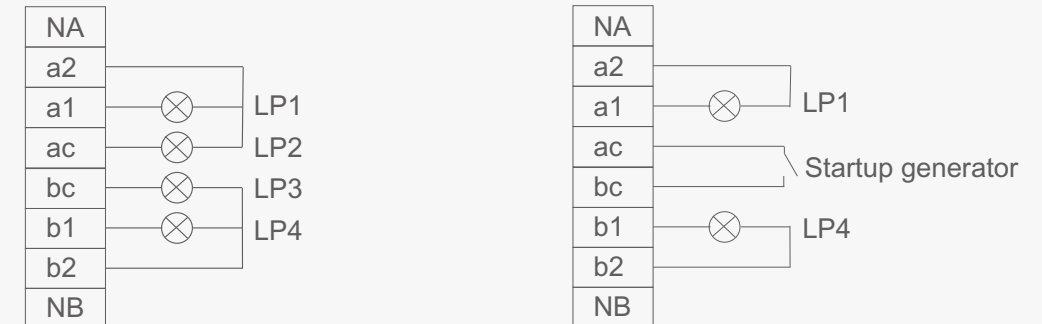 NA
a2
a1 LP1
ac LP2
bc LP3
b1 LP4
b2
NB
NA
a2
a1 LP1
ac
Startup generator
bc
b1 LP4
b2
NB